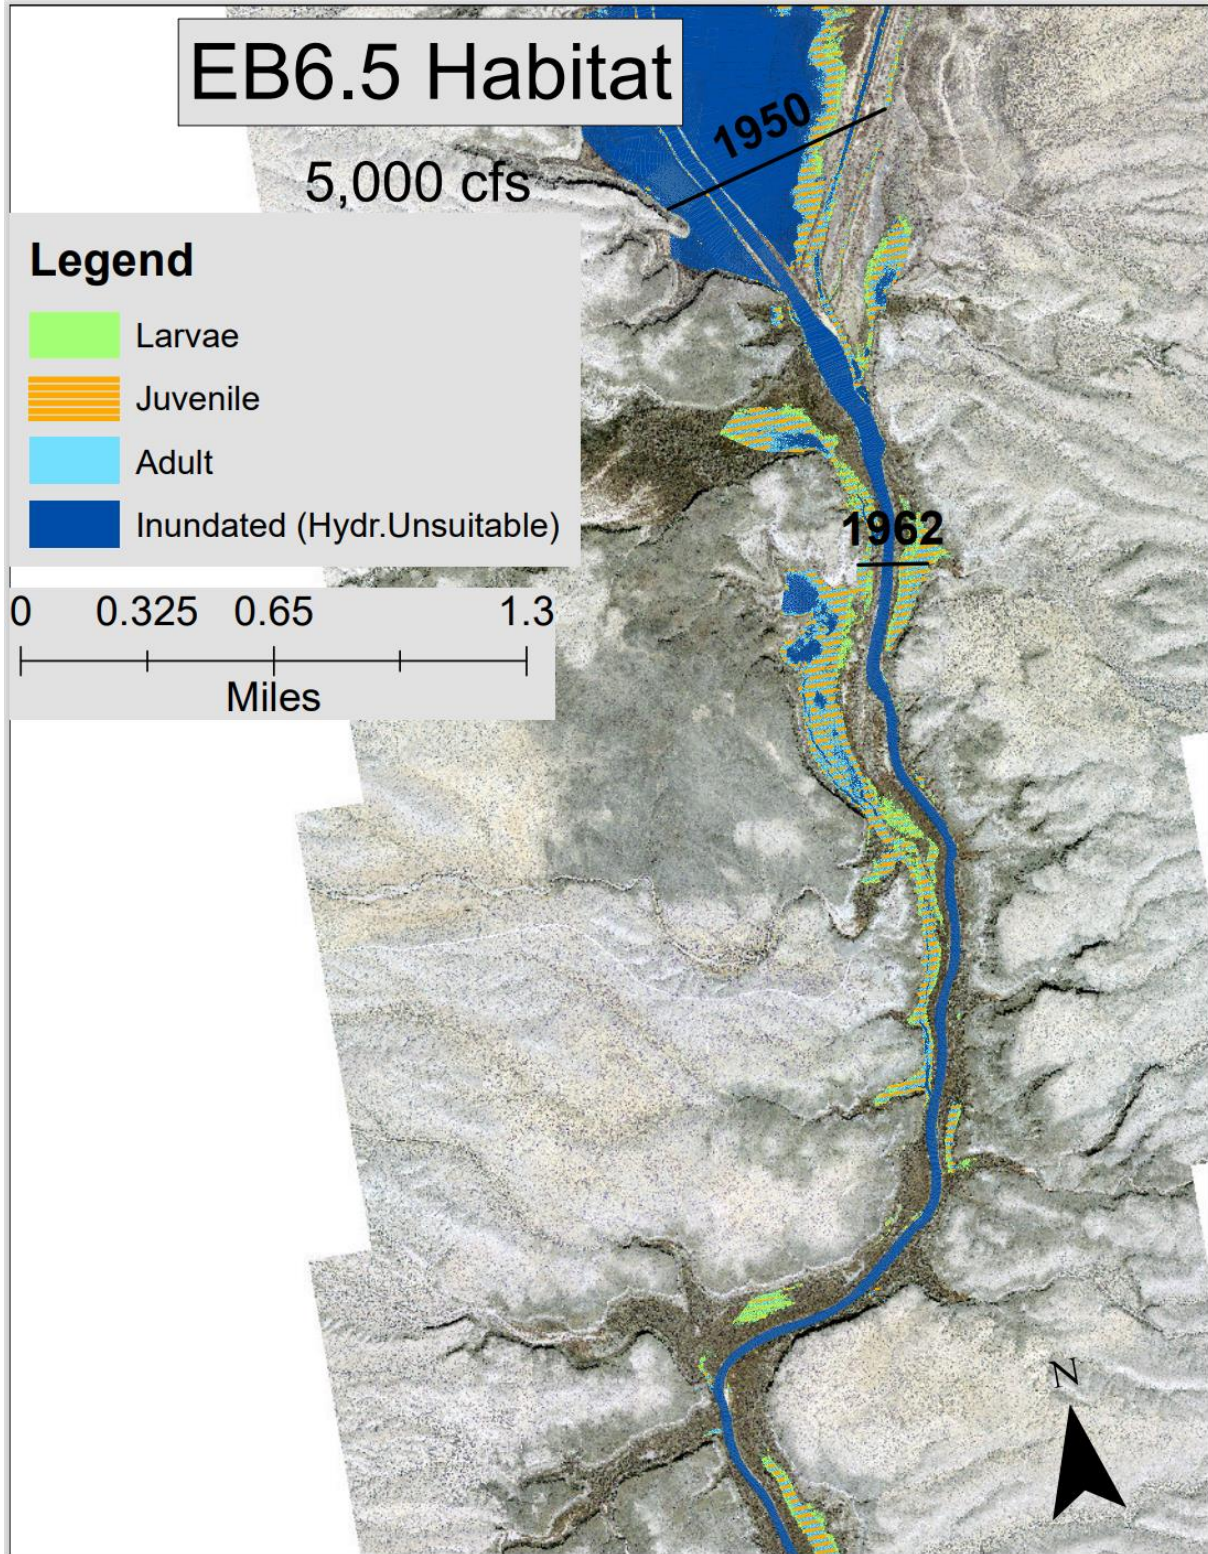 EB6.5 Habitat
5,000 cfs
1950
Legend
Larvae
Juvenile
Adult
Inundated (Hydr.Unsuitable)
1962
0 0.325 0.65 1.3
Miles
N